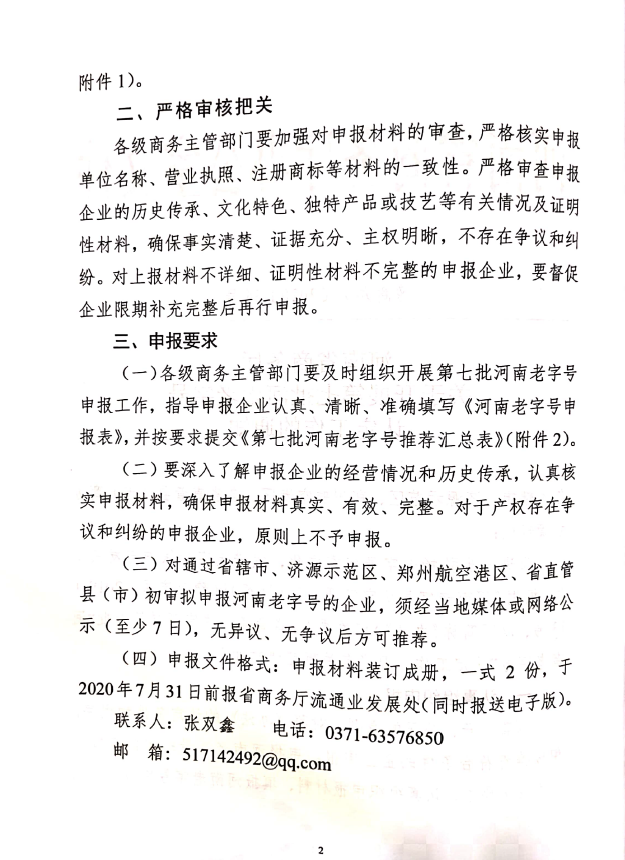 附件1)。
二、严格审核把关
各级商务主管部门要加强对申报材料的审查，严格核实申报
单位名称、营业执照、注册商标等材料的一致性。严格审查申报
企业的历史传承、文化特色、独特产品或技艺等有关情况及证明
性材料，确保事实清楚、证据充分、主权明晰，不存在争议和纠
纷。对上报材料不详细、证明性材料不完整的申报企业，要督促
企业限期补充完整后再行申报。
三、申报要求
（一）各级商务主管部门要及时组织开展第七批河南老字号
申报工作，指导申报企业认真、清晰、准确填写《河南老字号申
报表》，并按要求提交《第七批河南老字号推荐汇总表》（附件2）。
（二）要深入了解申报企业的经营情况和历史传承，认真核
实申报材料，确保申报材料真实、有效、完整。对于产权存在争
议和纠纷的申报企业，原则上不予申报。
（三）对通过省辖市、济源示范区、郑州航空港区、省直管
县（市）初审拟申报河南老字号的企业，须经当地媒体或网络公
示（至少7日），无异议、无争议后方可推荐。
（四）申报文件格式：申报材料装订成册，一式2份，于
2020年7月31日前报省商务厅流通业发展处（同时报送电子版）。
联系人：张双鑫 电话：0371-63576850
邮 箱：517142492@qq.com
2